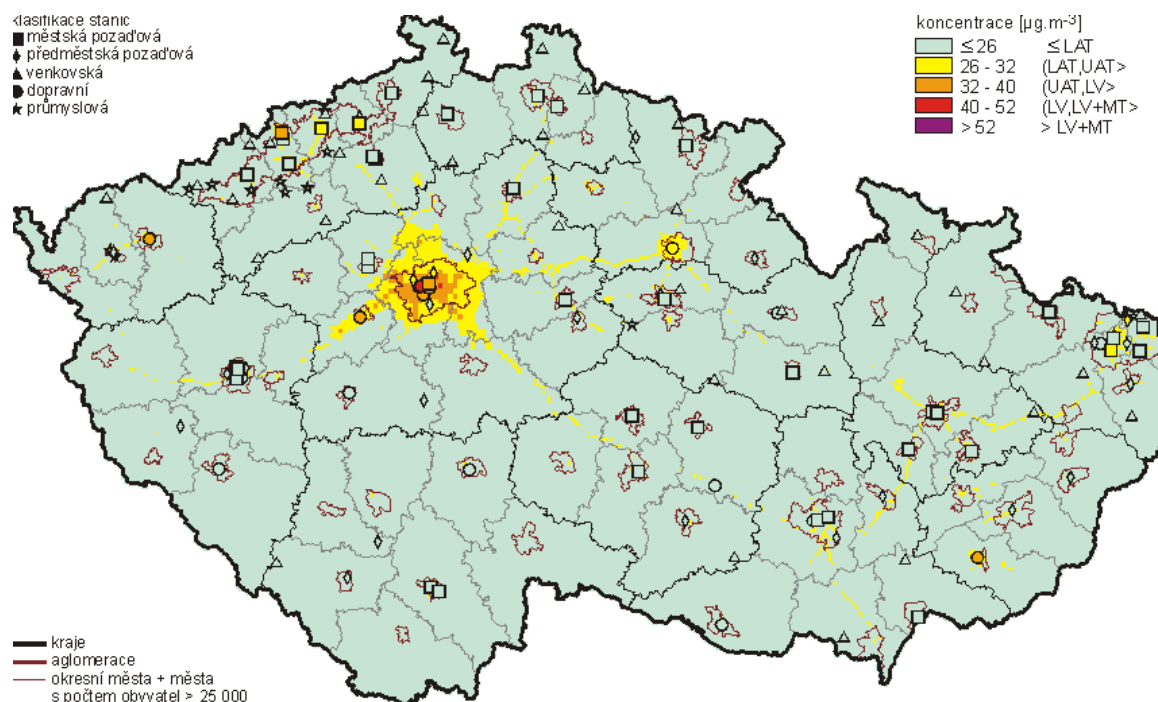 klasifikace stanic
městská pozaďová
předměstská pozaďová
venkovská
dopravní
průmyslová
koncentrace [µg.m-³]
≤26 ≤LAT
26 - 32 (LAT,UAT>
32 - 40 (UAT,LV>
40 - 52 (LV,LV+MT>
> 52 > LV+MT
kraje
aglomerace
okresní města + města
s počtem obyvatel > 25 000